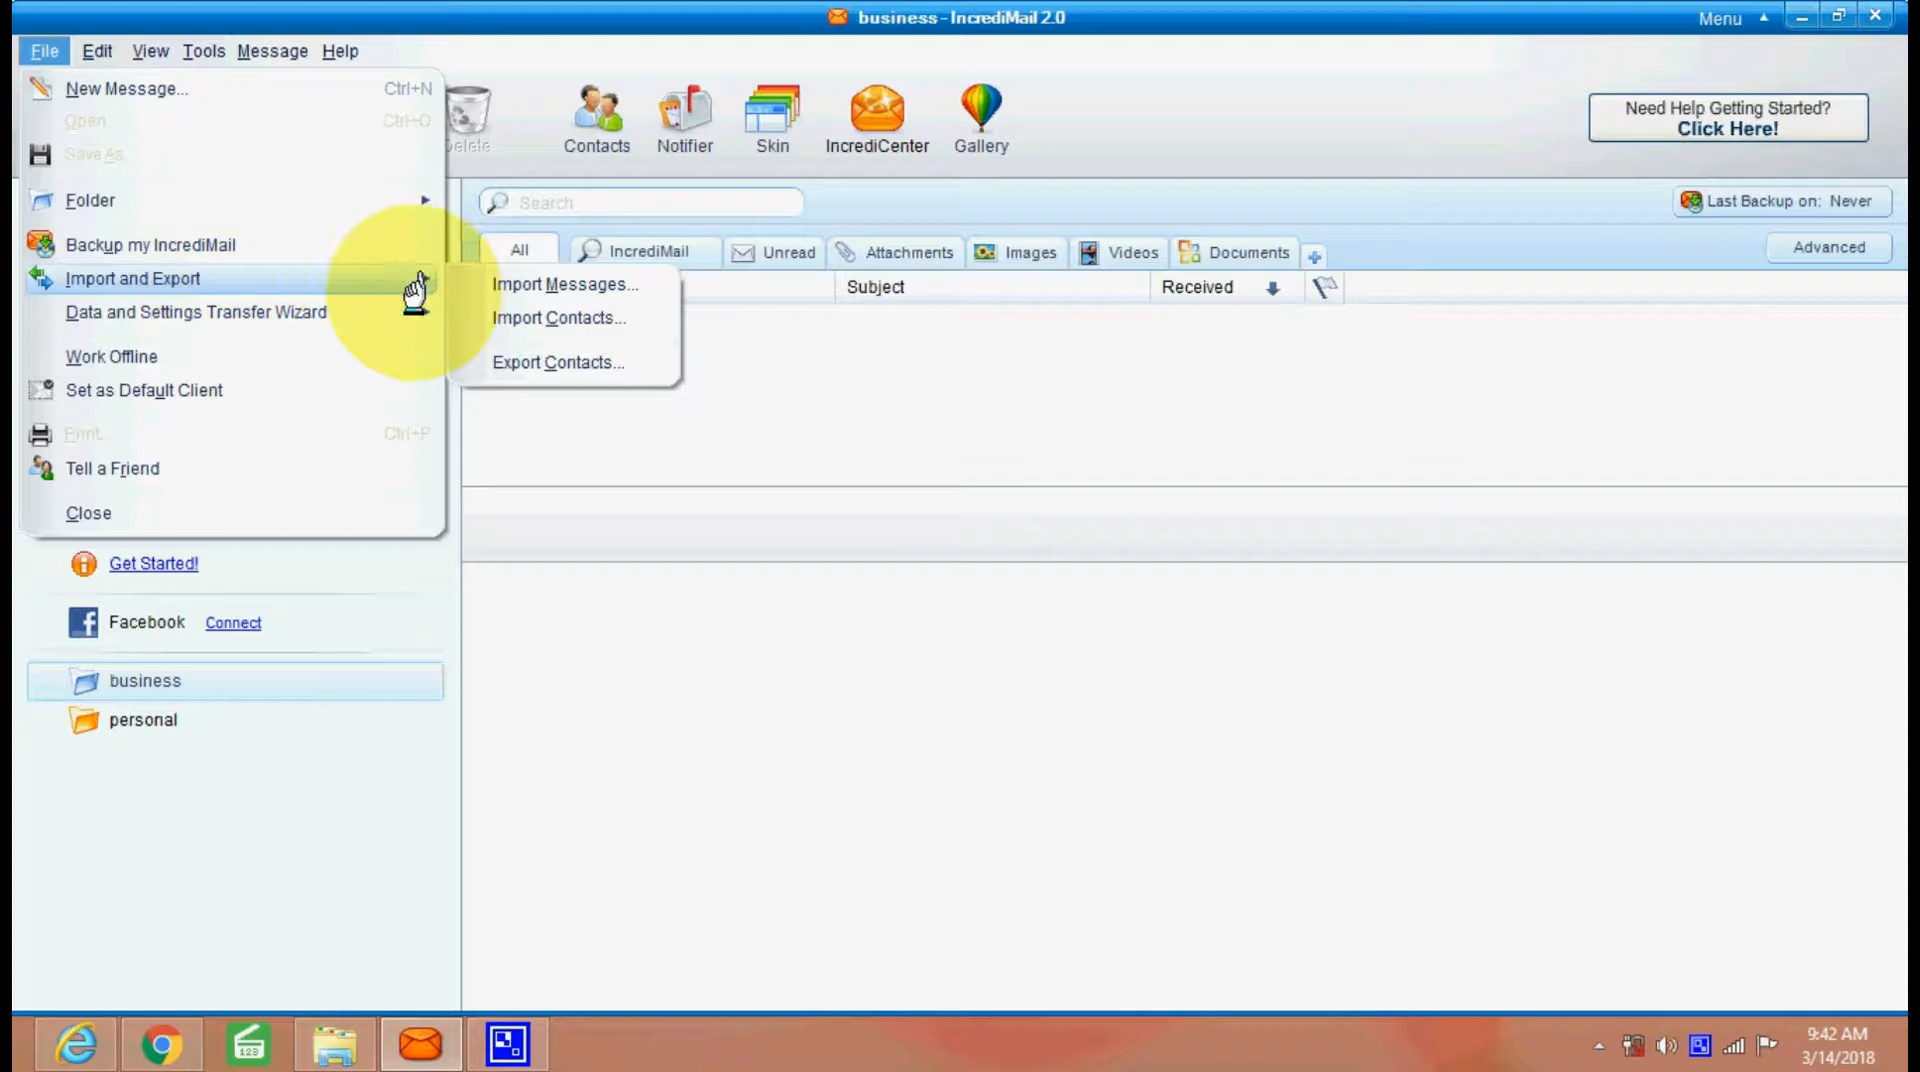 business - IncrediMail 2.0
Menu
File Edit View Tools Message Help
New Message... Ctrl+N
Open Ctrl+O
Save As
Folder
Backup my IncrediMail
Import and Export
Data and Settings Transfer Wizard
Work Offline
Set as Default Client
Print... Ctrl+P
Tell a Friend
Close
Import Messages...
Import Contacts...
Export Contacts...
Delete Contacts Notifier Skin IncrediCenter Gallery
Need Help Getting Started?
Click Here!
Search
Last Backup on: Never
All IncrediMail Unread Attachments Images Videos Documents
Advanced
Subject Received
Get Started!
Facebook Connect
business
personal
123
9:42 AM
3/14/2018